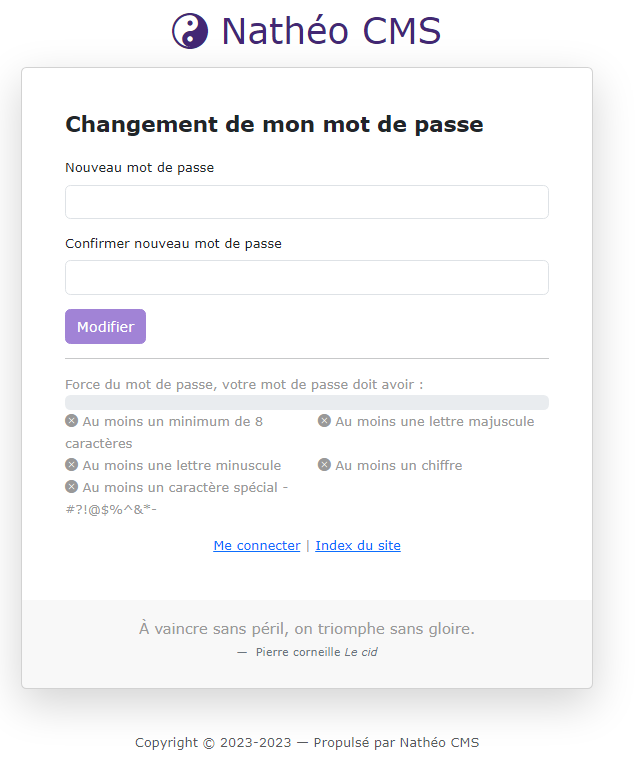 Nathéo CMS
Changement de mon mot de passe
Nouveau mot de passe
Confirmer nouveau mot de passe
Modifier
Force du mot de passe, votre mot de passe doit avoir :
Au moins un minimum de 8
caractères
Au moins une lettre majuscule
Au moins une lettre minuscule
Au moins un chiffre
Au moins un caractère spécial -
#?!@$%^&*-
Me connecter | Index du site
À vaincre sans péril, on triomphe sans gloire.
— Pierre corneille Le cid
Copyright © 2023-2023 — Propulsé par Nathéo CMS